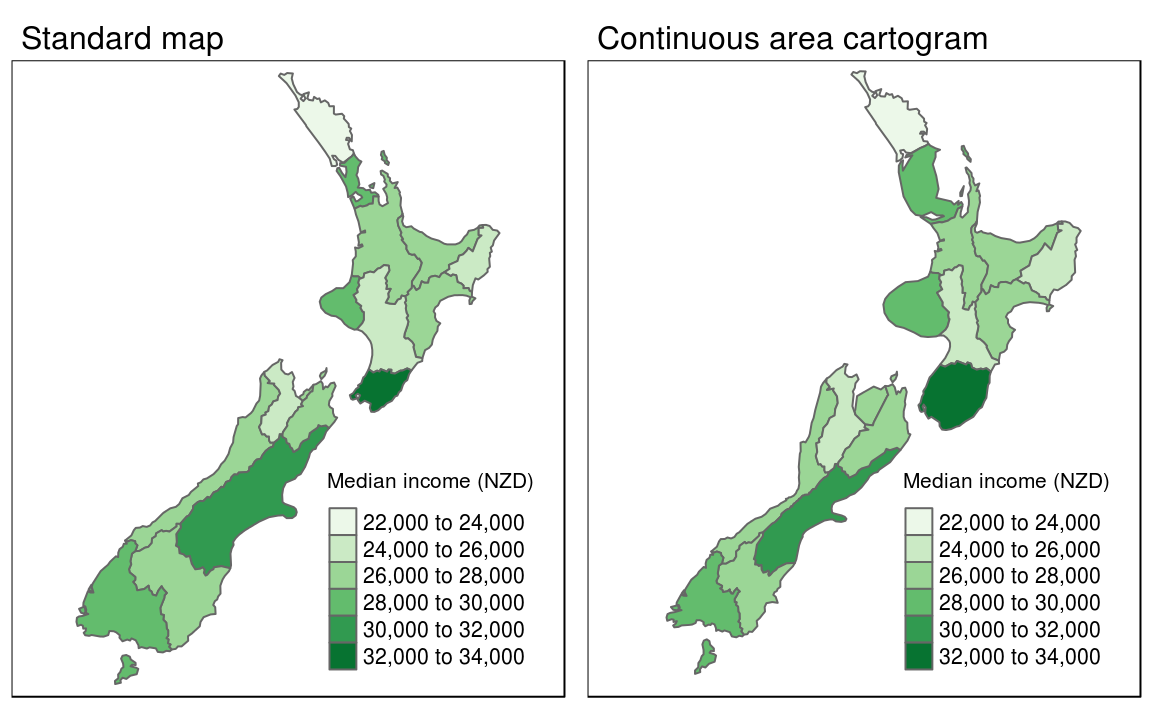 Standard map
Continuous area cartogram
Median income (NZD)
22,000 to 24,000
24,000 to 26,000
26,000 to 28,000
28,000 to 30,000
30,000 to 32,000
32,000 to 34,000
Median income (NZD)
22,000 to 24,000
24,000 to 26,000
26,000 to 28,000
28,000 to 30,000
30,000 to 32,000
32,000 to 34,000